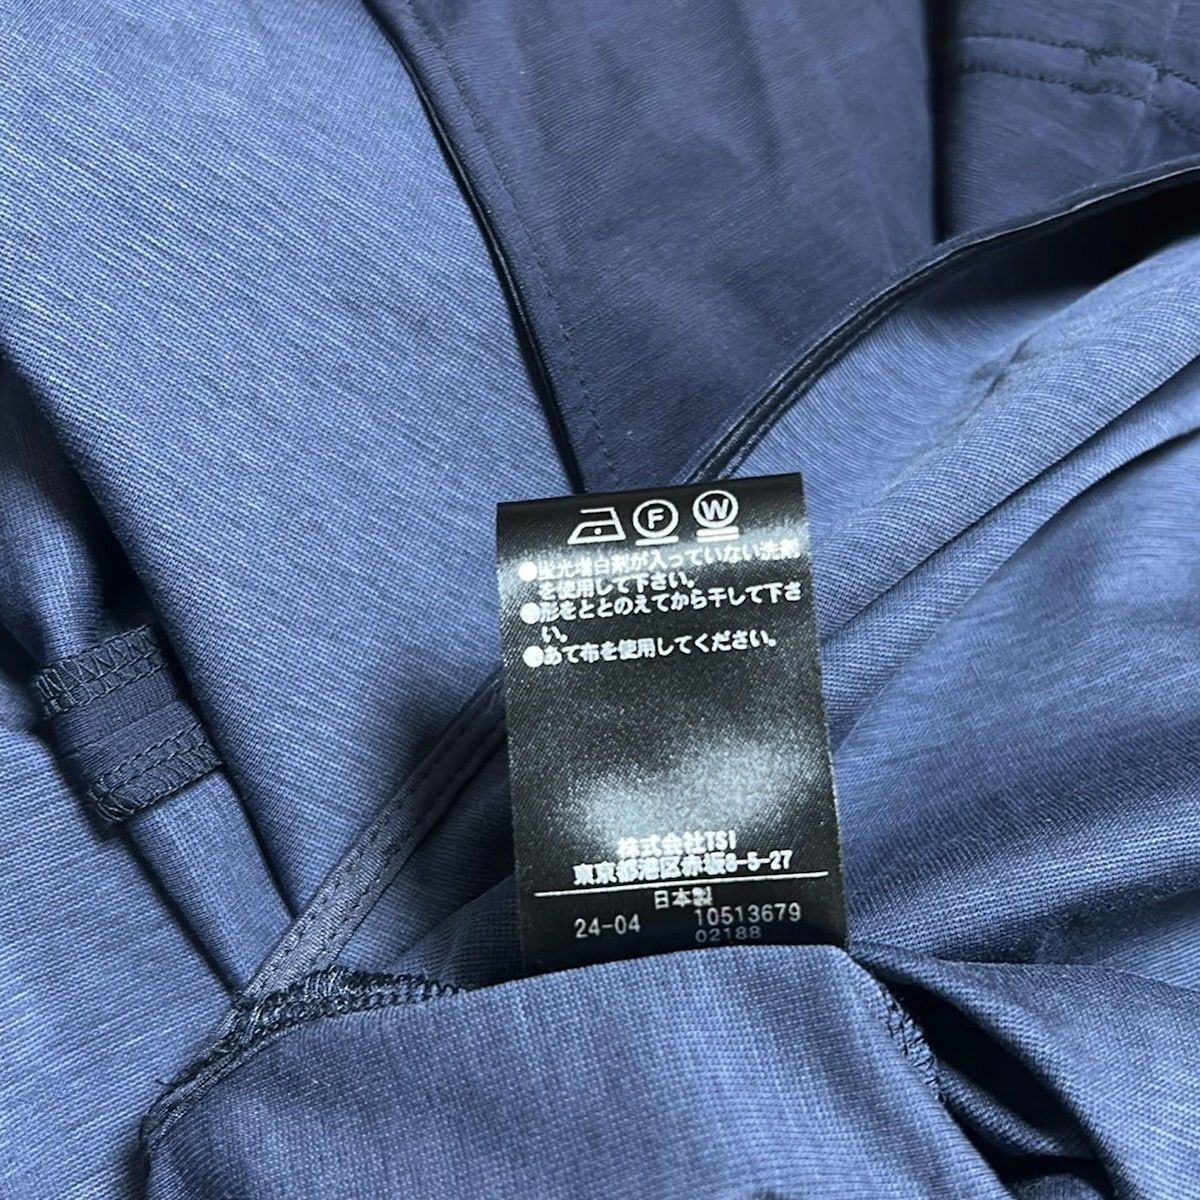 F W
●蛍光増白剤が入っていない洗剤
を使用して下さい。
●形をととのえてから干して下さ
い。
●あて布を使用してください。
株式会社TSI
東京都港区赤坂8-5-27
日本製
24-04 10513679
02188